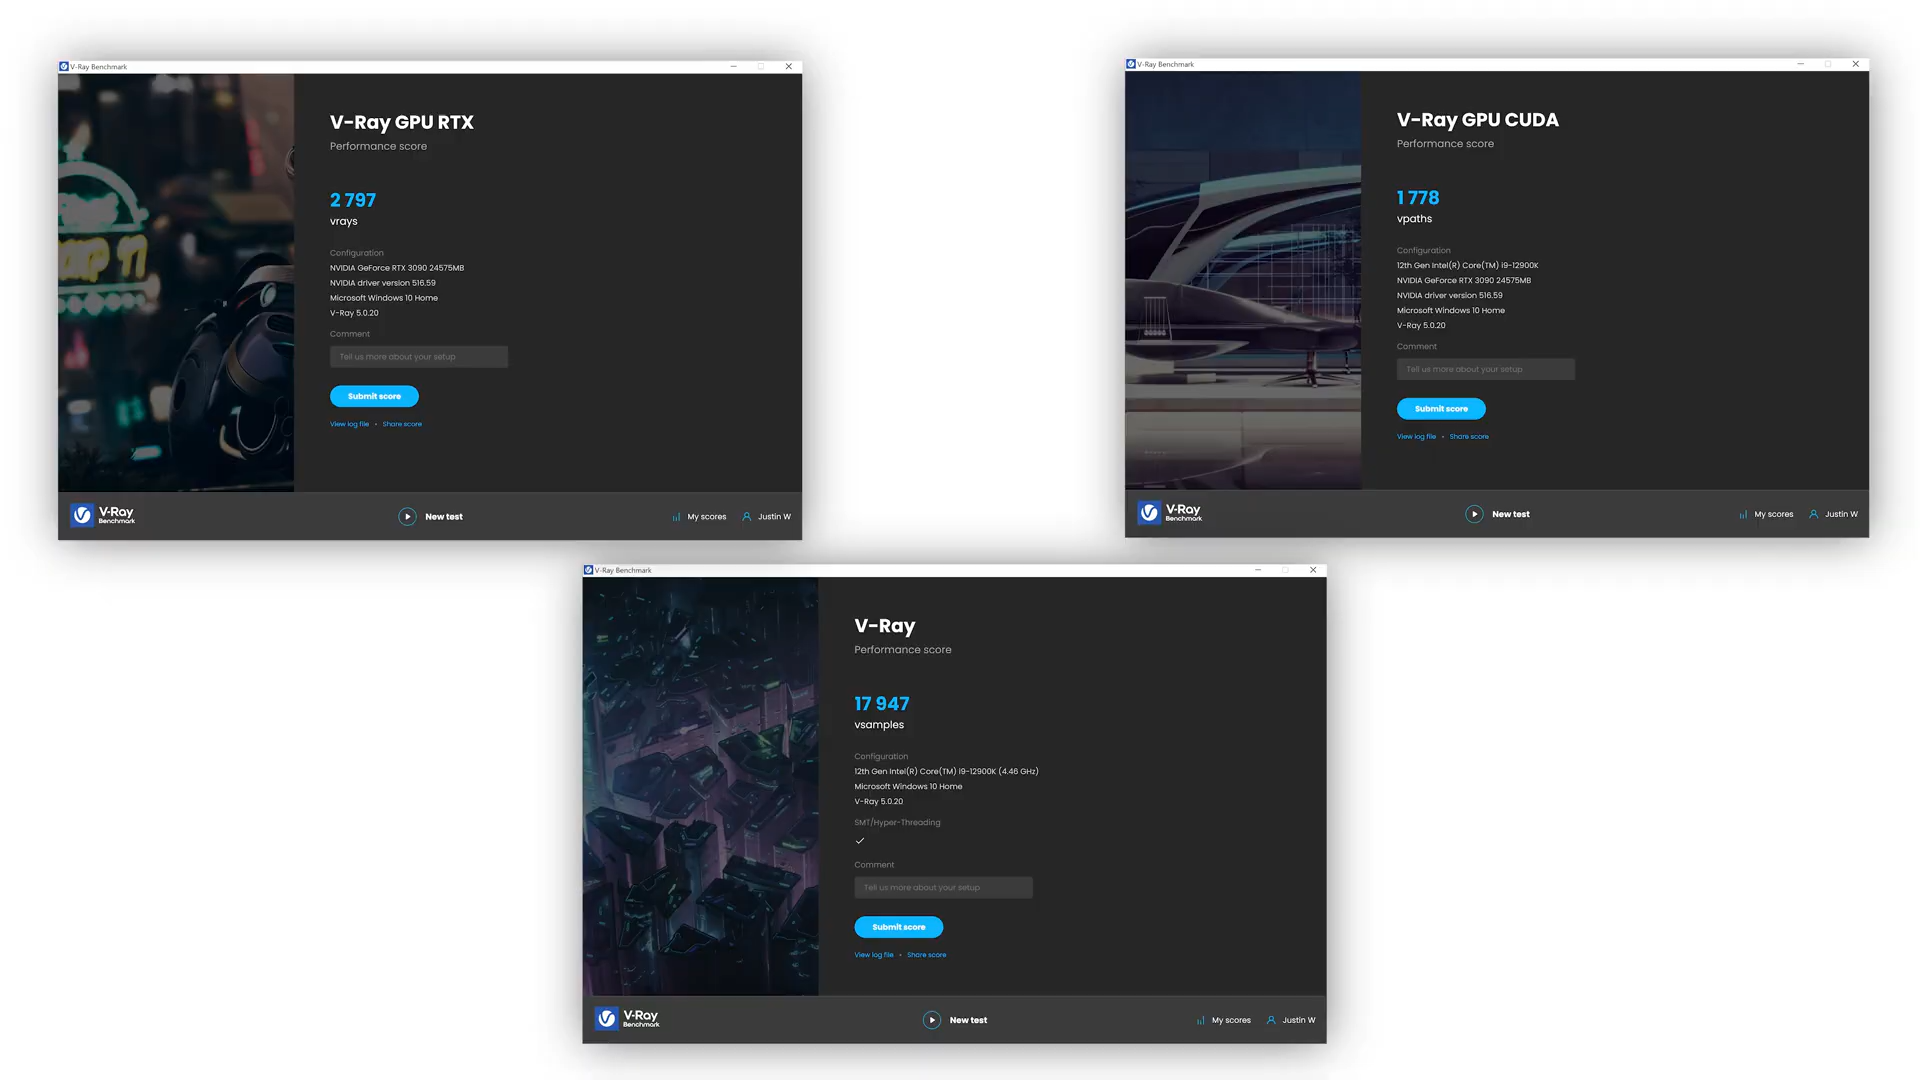 V-Ray Benchmark
V-Ray GPU RTX
Performance score
2 797
vrays
Configuration
NVIDIA GeForce RTX 3090 24575MB
NVIDIA driver version 516.59
Microsoft Windows 10 Home
V-Ray 5.0.20
Comment
Tell us more about your setup
Submit score
View log file • Share score
V-Ray
Benchmark
New test
My scores
Justin W
V-Ray Benchmark
V-Ray GPU CUDA
Performance score
1 778
vpaths
Configuration
12th Gen Intel(R) Core(TM) i9-12900K
NVIDIA GeForce RTX 3090 24575MB
NVIDIA driver version 516.59
Microsoft Windows 10 Home
V-Ray 5.0.20
Comment
Tell us more about your setup
Submit score
View log file • Share score
V-Ray
Benchmark
New test
My scores
Justin W
V-Ray Benchmark
V-Ray
Performance score
17 947
vsamples
Configuration
12th Gen Intel(R) Core(TM) i9-12900K (4.46 GHz)
Microsoft Windows 10 Home
V-Ray 5.0.20
SMT/Hyper-Threading
Comment
Tell us more about your setup
Submit score
View log file • Share score
V-Ray
Benchmark
New test
My scores
Justin W